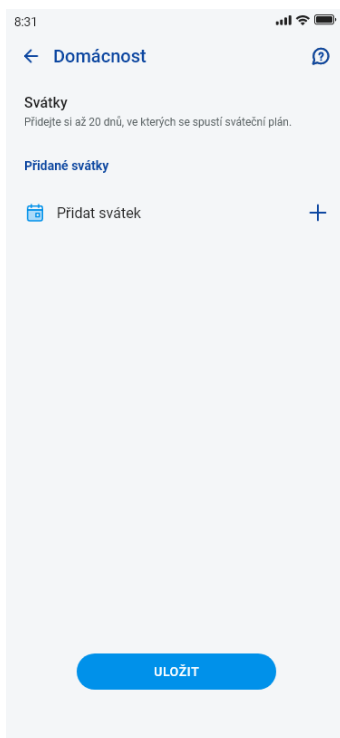 8:31
Domácnost
Svátky
Přidejte si až 20 dnů, ve kterých se spustí sváteční plán.
Přidané svátky
Přidat svátek
ULOŽIT